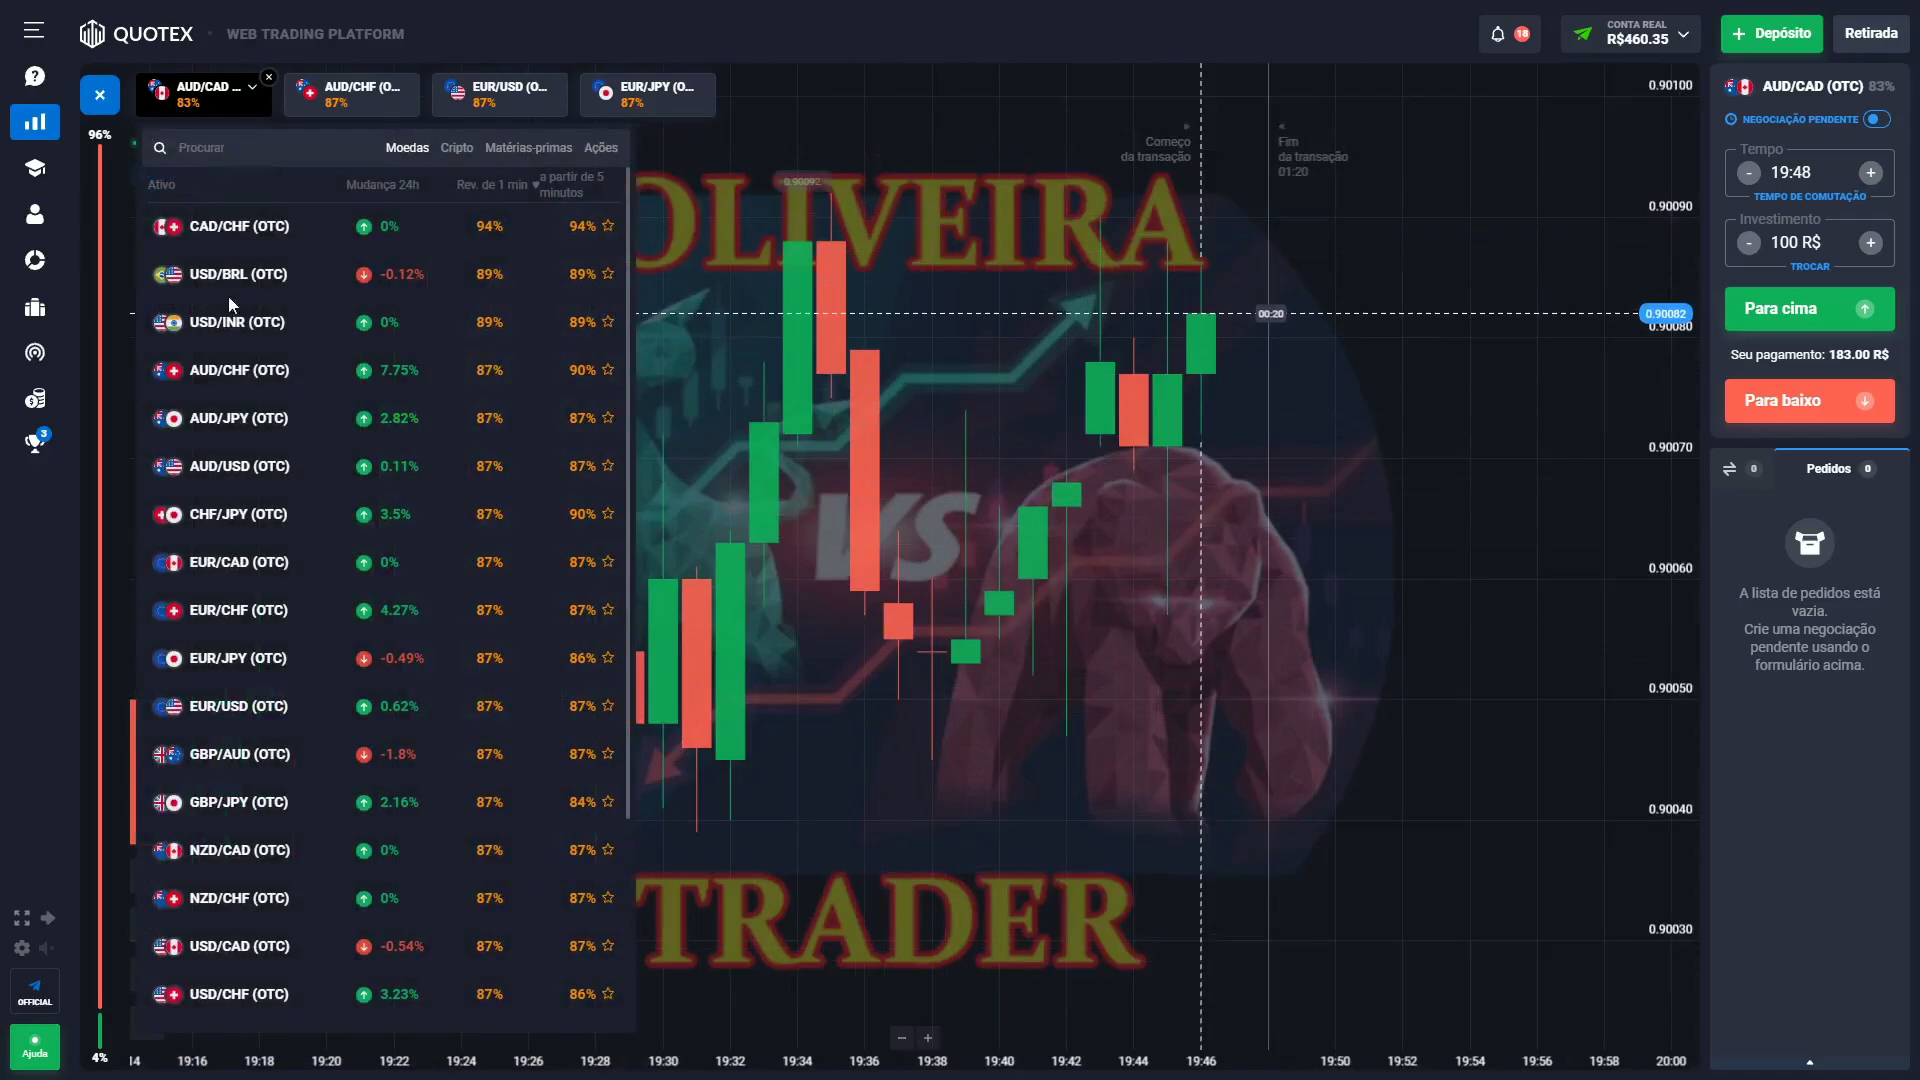 QUOTEX
WEB TRADING PLATFORM
18
CONTA REAL
R$460.35
+ Depósito
Retirada
AUD/CAD ...
83%
AUD/CHF (O...
87%
EUR/USD (O...
87%
EUR/JPY (O...
87%
96%
Procurar
Moedas
Cripto
Matérias-primas
Ações
Ativo
Mudança 24h
Rev. de 1 min
a partir de 5
minutos
CAD/CHF (OTC) 0% 94% 94%
USD/BRL (OTC) -0.12% 89% 89%
USD/INR (OTC) 0% 89% 89%
AUD/CHF (OTC) 7.75% 87% 90%
AUD/JPY (OTC) 2.82% 87% 87%
AUD/USD (OTC) 0.11% 87% 87%
CHF/JPY (OTC) 3.5% 87% 90%
EUR/CAD (OTC) 0% 87% 87%
EUR/CHF (OTC) 4.27% 87% 87%
EUR/JPY (OTC) -0.49% 87% 86%
EUR/USD (OTC) 0.62% 87% 87%
GBP/AUD (OTC) -1.8% 87% 87%
GBP/JPY (OTC) 2.16% 87% 84%
NZD/CAD (OTC) 0% 87% 87%
NZD/CHF (OTC) 0% 87% 87%
USD/CAD (OTC) -0.54% 87% 87%
USD/CHF (OTC) 3.23% 87% 86%
3
OFFICIAL
Ajuda
4%
0.90092
OLIVEIRA
VS
TRADER
Começo
da transação
Fim
da transação
01:20
00:20
0.90100
0.90090
0.90082
0.90080
0.90070
0.90060
0.90050
0.90040
0.90030
- +
14 19:16 19:18 19:20 19:22 19:24 19:26 19:28 19:30 19:32 19:34 19:36 19:38 19:40 19:42 19:44 19:46 19:50 19:52 19:54 19:56 19:58 20:00
AUD/CAD (OTC) 83%
NEGOCIAÇÃO PENDENTE
Tempo
- 19:48 +
TEMPO DE COMUTAÇÃO
Investimento
- 100 R$ +
TROCAR
Para cima
Seu pagamento: 183.00 R$
Para baixo
0
Pedidos 0
A lista de pedidos está
vazia.
Crie uma negociação
pendente usando o
formulário acima.